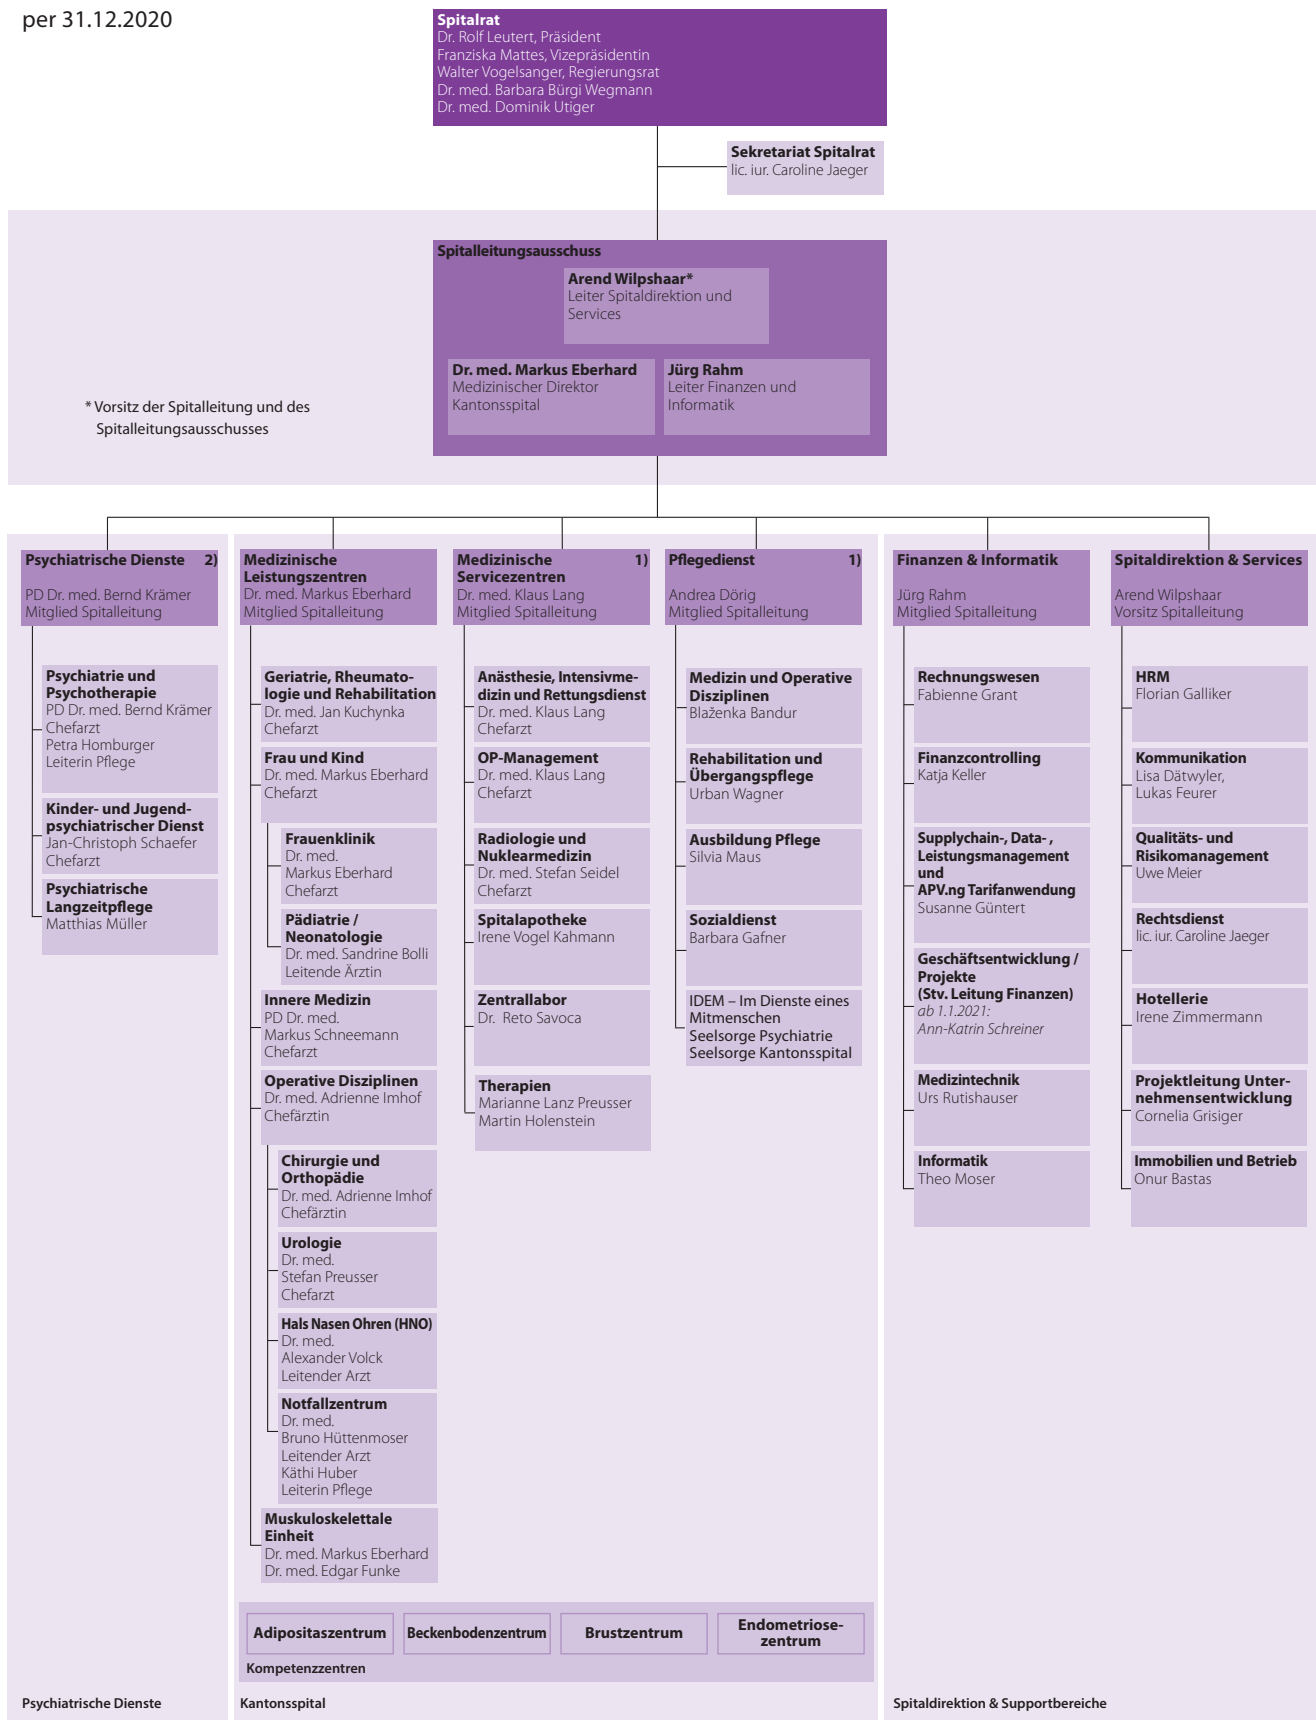 per 31.12.2020
Spitalrat
Dr. Rolf Leutert, Präsident
Franziska Mattes, Vizepräsidentin
Walter Vogelsanger, Regierungsrat
Dr. med. Barbara Bürgi Wegmann
Dr. med. Dominik Utiger
Sekretariat Spitalrat
lic. iur. Caroline Jaeger
Spitalleitungsausschuss
Arend Wilpshaar*
Leiter Spitaldirektion und
Services
Dr. med. Markus Eberhard
Medizinischer Direktor
Kantonsspital
Jürg Rahm
Leiter Finanzen und
Informatik
* Vorsitz der Spitalleitung und des
Spitalleitungsausschusses
Psychiatrische Dienste 2)
PD Dr. med. Bernd Krämer
Mitglied Spitalleitung
Psychiatrie und
Psychotherapie
PD Dr. med. Bernd Krämer
Chefarzt
Petra Homburger
Leiterin Pflege
Kinder- und Jugend-
psychiatrischer Dienst
Jan-Christoph Schaefer
Chefarzt
Psychiatrische
Langzeitpflege
Matthias Müller
Medizinische
Leistungszentren
Dr. med. Markus Eberhard
Mitglied Spitalleitung
Geriatrie, Rheumato-
logie und Rehabilitation
Dr. med. Jan Kuchynka
Chefarzt
Frau und Kind
Dr. med. Markus Eberhard
Chefarzt
Frauenklinik
Dr. med.
Markus Eberhard
Chefarzt
Pädiatrie /
Neonatologie
Dr. med. Sandrine Bolli
Leitende Ärztin
Innere Medizin
PD Dr. med.
Markus Schneemann
Chefarzt
Operative Disziplinen
Dr. med. Adrienne Imhof
Chefärztin
Chirurgie und
Orthopädie
Dr. med. Adrienne Imhof
Chefärztin
Urologie
Dr. med.
Stefan Preusser
Chefarzt
Hals Nasen Ohren (HNO)
Dr. med.
Alexander Volck
Leitender Arzt
Notfallzentrum
Dr. med.
Bruno Hüttenmoser
Leitender Arzt
Käthi Huber
Leiterin Pflege
Muskuloskelettale
Einheit
Dr. med. Markus Eberhard
Dr. med. Edgar Funke
Medizinische 1)
Servicezentren
Dr. med. Klaus Lang
Mitglied Spitalleitung
Anästhesie, Intensivme-
dizin und Rettungsdienst
Dr. med. Klaus Lang
Chefarzt
OP-Management
Dr. med. Klaus Lang
Chefarzt
Radiologie und
Nuklearmedizin
Dr. med. Stefan Seidel
Chefarzt
Spitalapotheke
Irene Vogel Kahmann
Zentrallabor
Dr. Reto Savoca
Therapien
Marianne Lanz Preusser
Martin Holenstein
Pflegedienst 1)
Andrea Dörig
Mitglied Spitalleitung
Medizin und Operative
Disziplinen
Blaženka Bandur
Rehabilitation und
Übergangspflege
Urban Wagner
Ausbildung Pflege
Silvia Maus
Sozialdienst
Barbara Gafner
IDEM – Im Dienste eines
Mitmenschen
Seelsorge Psychiatrie
Seelsorge Kantonsspital
Finanzen & Informatik
Jürg Rahm
Mitglied Spitalleitung
Rechnungswesen
Fabienne Grant
Finanzcontrolling
Katja Keller
Supplychain-, Data- ,
Leistungsmanagement
und
APV.ng Tarifanwendung
Susanne Güntert
Geschäftsentwicklung /
Projekte
(Stv. Leitung Finanzen)
ab 1.1.2021:
Ann-Katrin Schreiner
Medizintechnik
Urs Rutishauser
Informatik
Theo Moser
Spitaldirektion & Services
Arend Wilpshaar
Vorsitz Spitalleitung
HRM
Florian Galliker
Kommunikation
Lisa Dätwyler,
Lukas Feurer
Qualitäts- und
Risikomanagement
Uwe Meier
Rechtsdienst
lic. iur. Caroline Jaeger
Hotellerie
Irene Zimmermann
Projektleitung Unter-
nehmensentwicklung
Cornelia Grisiger
Immobilien und Betrieb
Onur Bastas
Adipositaszentrum
Beckenbodenzentrum
Brustzentrum
Endometriose-
zentrum
Kompetenzzentren
Psychiatrische Dienste
Kantonsspital
Spitaldirektion & Supportbereiche